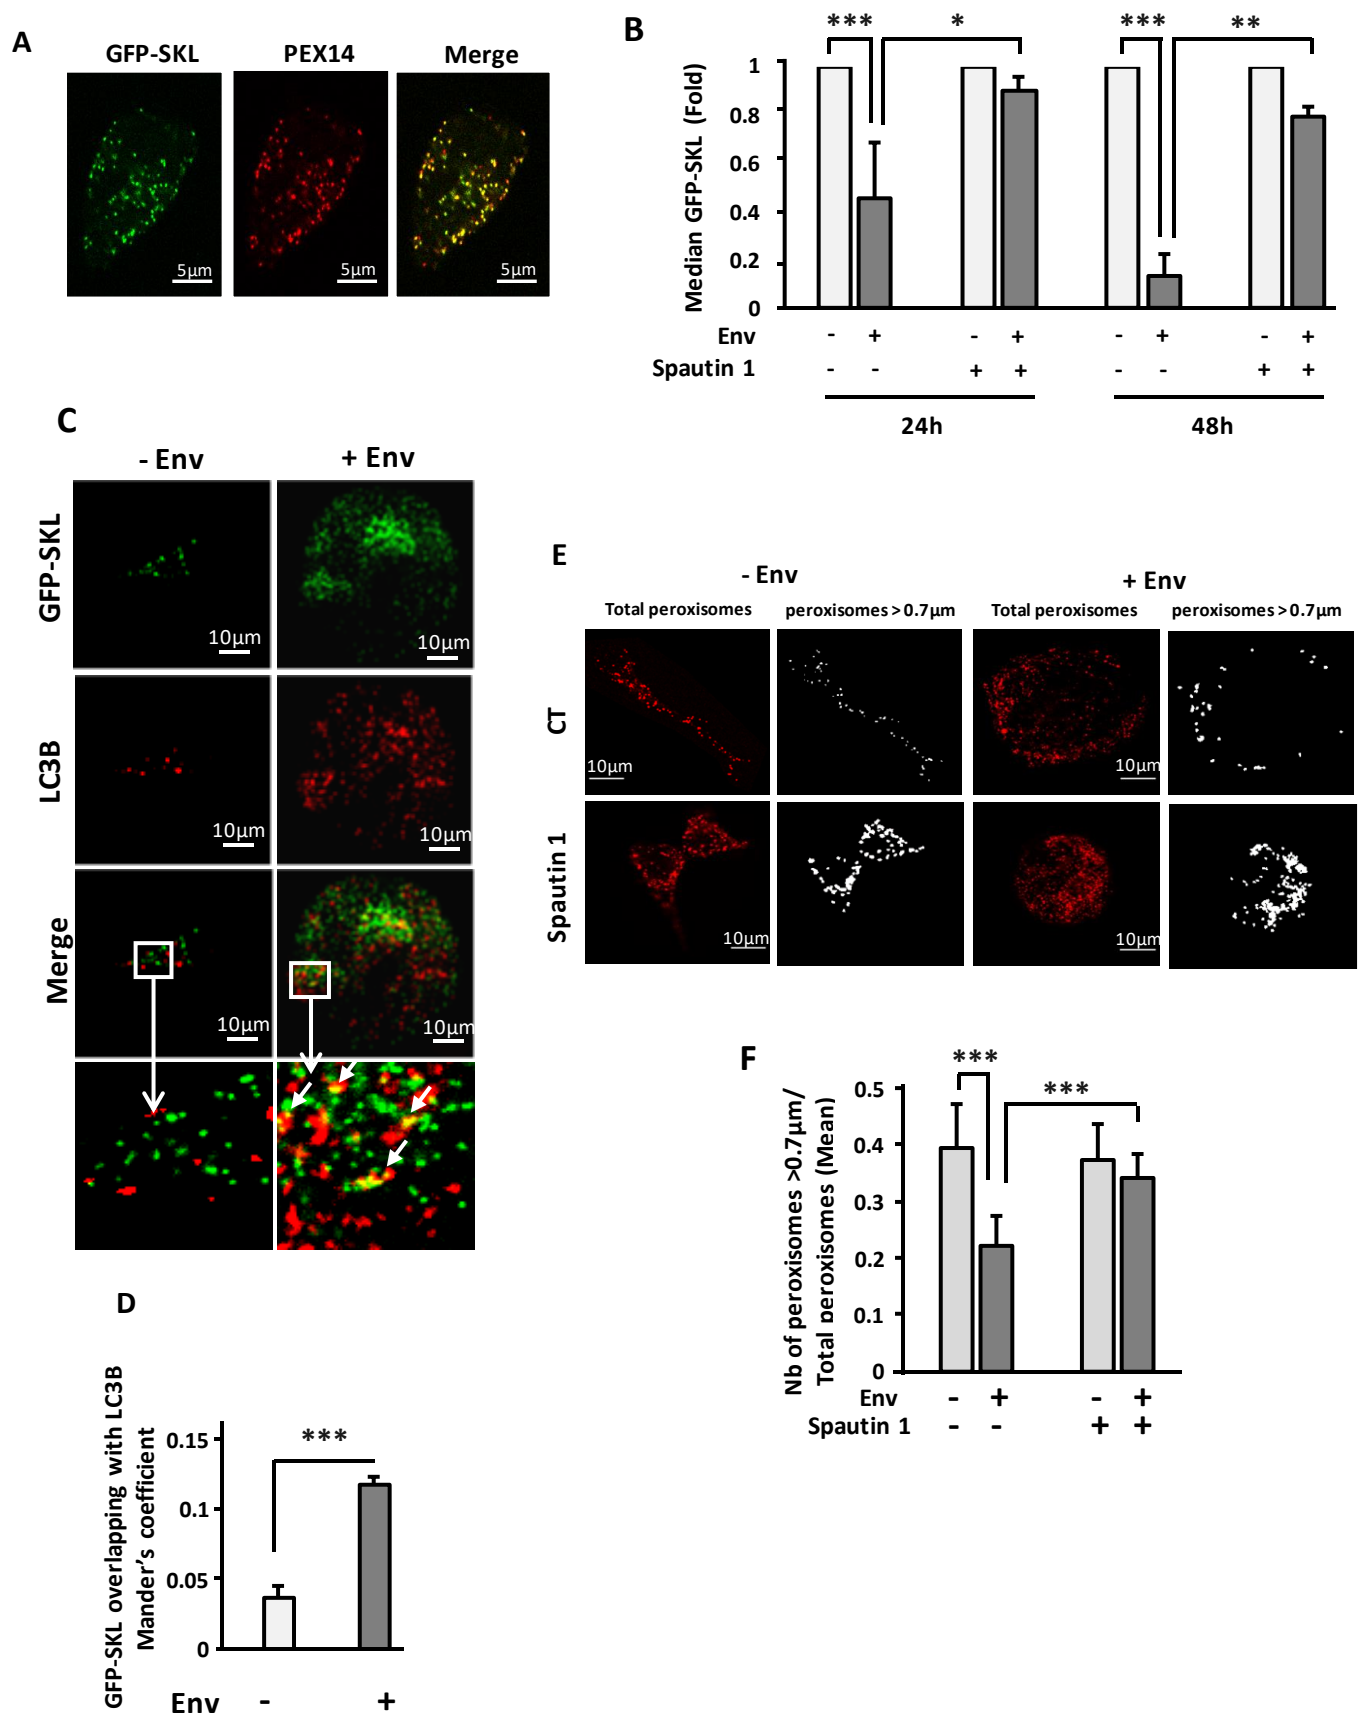 A
GFP-SKL PEX14 Merge
5µm 5µm 5µm
B
*** * *** **
Median GFP-SKL (Fold)
1
0.8
0.6
0.4
0.2
0
Env - + - + - + - +
Spautin 1 - - + + - - + +
24h 48h
C
- Env + Env
GFP-SKL
10µm 10µm
LC3B
10µm 10µm
Merge
10µm 10µm
D
GFP-SKL overlapping with LC3B
Mander's coefficient
***
0.15
0.1
0.05
0
Env - +
E
- Env + Env
Total peroxisomes peroxisomes > 0.7µm Total peroxisomes peroxisomes > 0.7µm
CT
10µm 10µm
Spautin 1
10µm 10µm
F
*** ***
Nb of peroxisomes >0.7µm/
Total peroxisomes (Mean)
0.5
0.4
0.3
0.2
0.1
0
Env - + - +
Spautin 1 - - + +